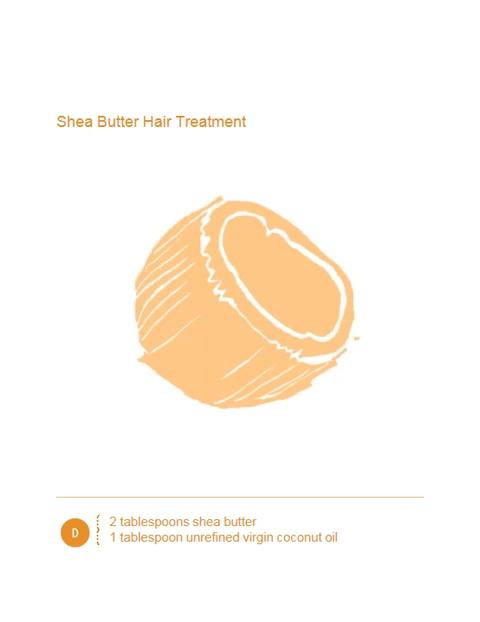 Shea Butter Hair Treatment
D
2 tablespoons shea butter
1 tablespoon unrefined virgin coconut oil